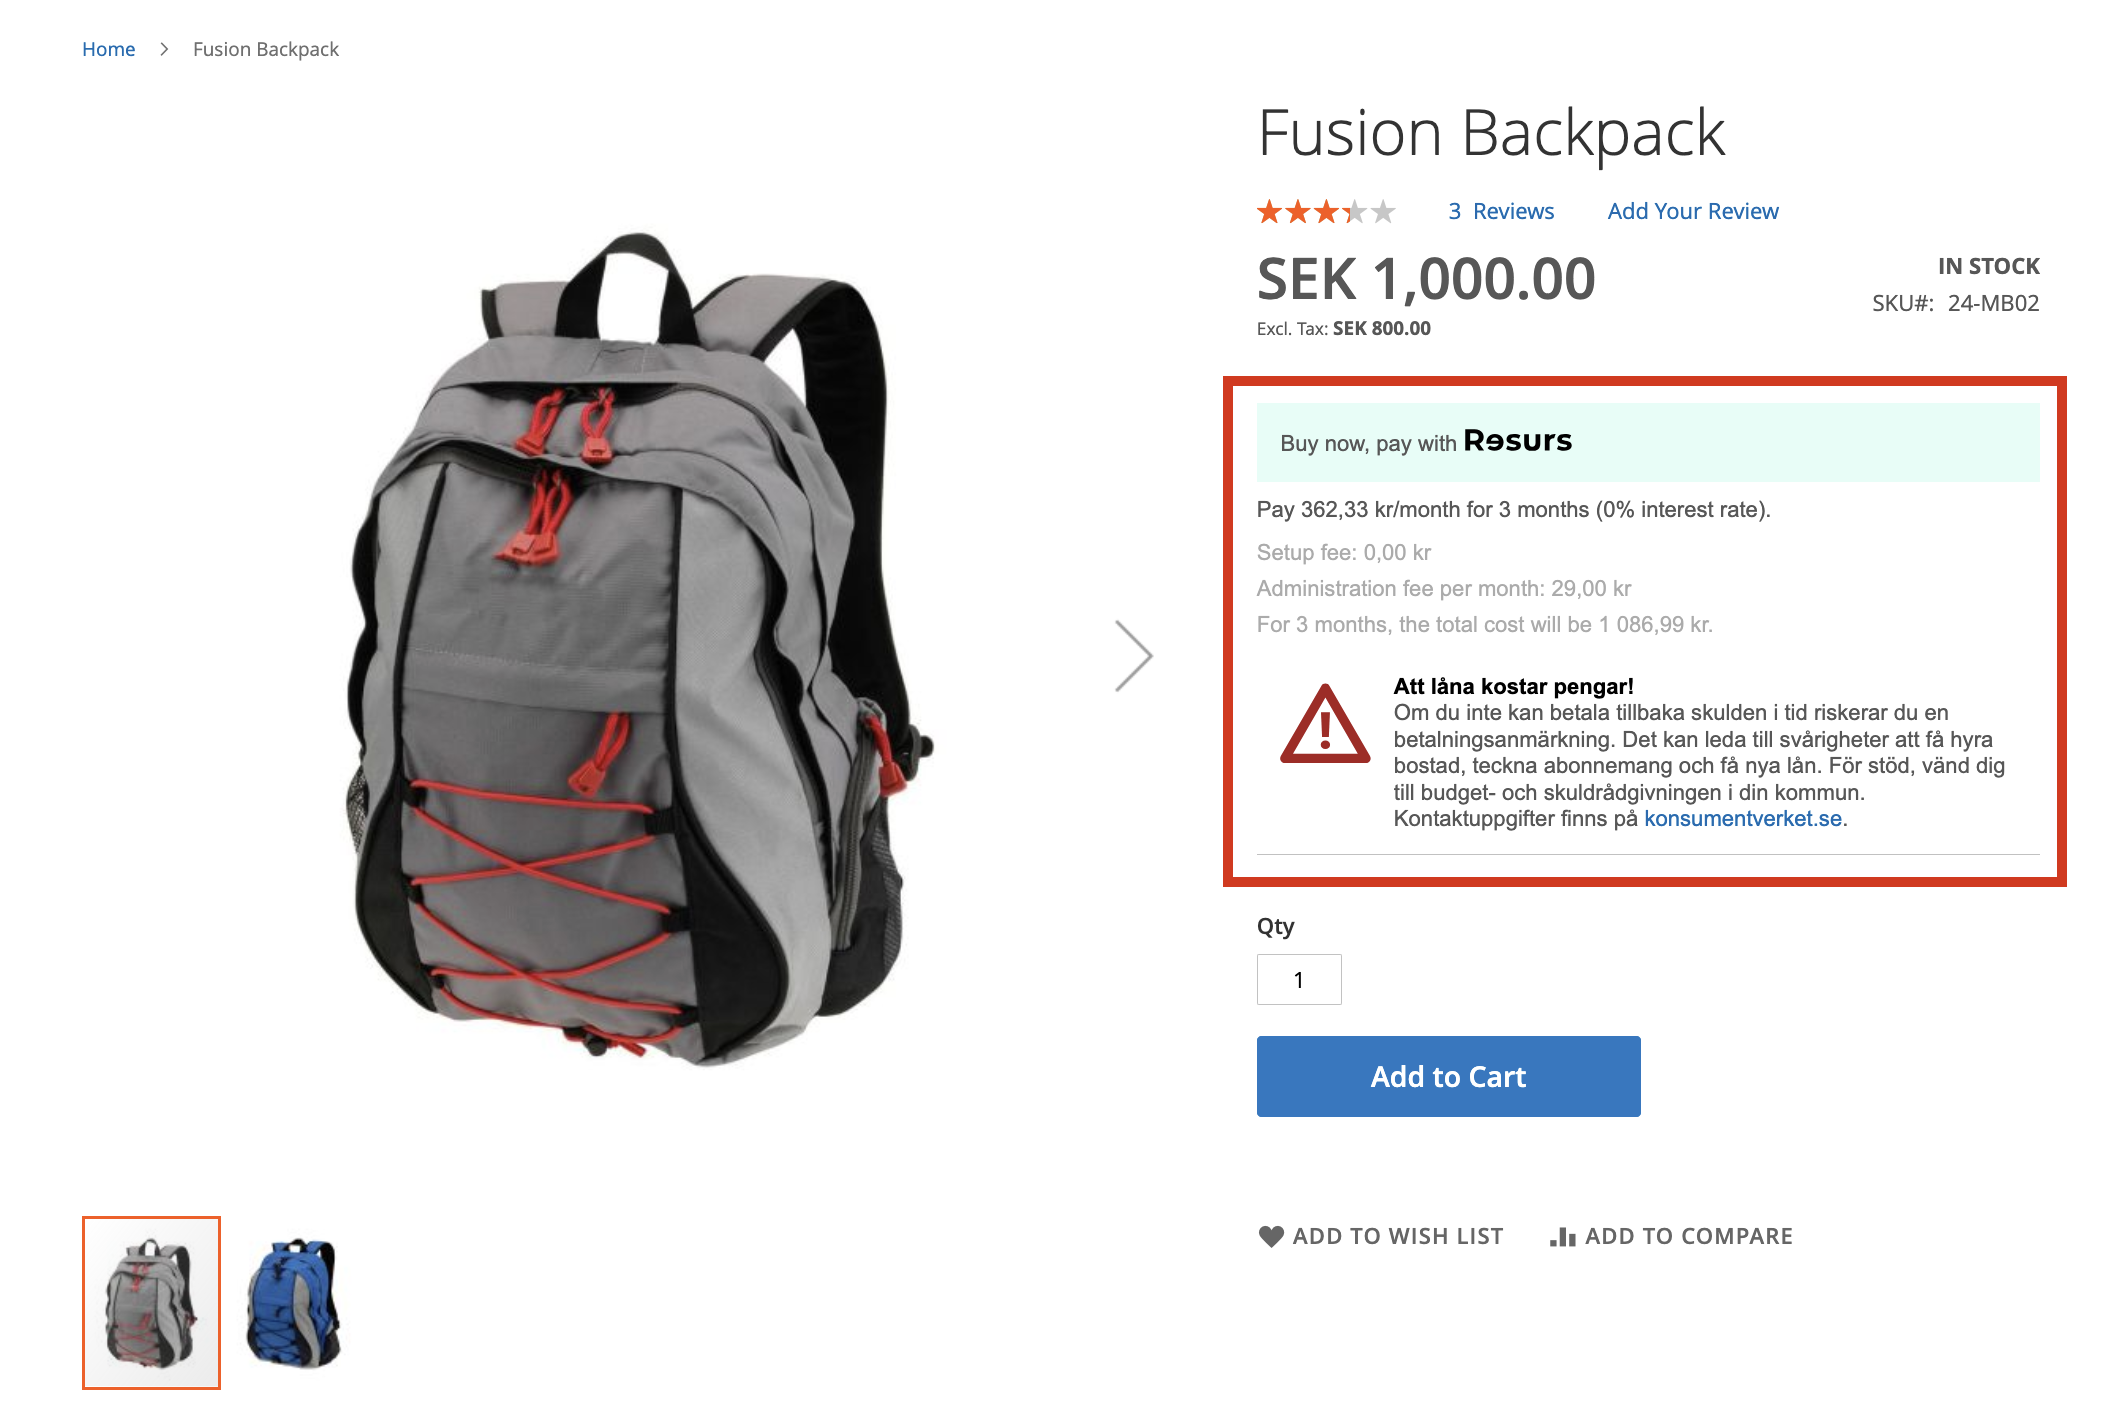 Home > Fusion Backpack
Fusion Backpack
3 Reviews Add Your Review
SEK 1,000.00
IN STOCK
Excl. Tax: SEK 800.00
SKU#: 24-MB02
Buy now, pay with Resurs
Pay 362,33 kr/month for 3 months (0% interest rate).
Setup fee: 0,00 kr
Administration fee per month: 29,00 kr
For 3 months, the total cost will be 1 086,99 kr.
Att låna kostar pengar!
Om du inte kan betala tillbaka skulden i tid riskerar du en
betalningsanmärkning. Det kan leda till svårigheter att få hyra
bostad, teckna abonnemang och få nya lån. För stöd, vänd dig
till budget- och skuldrådgivningen i din kommun.
Kontaktuppgifter finns på konsumentverket.se.
Qty
1
Add to Cart
ADD TO WISH LIST ADD TO COMPARE